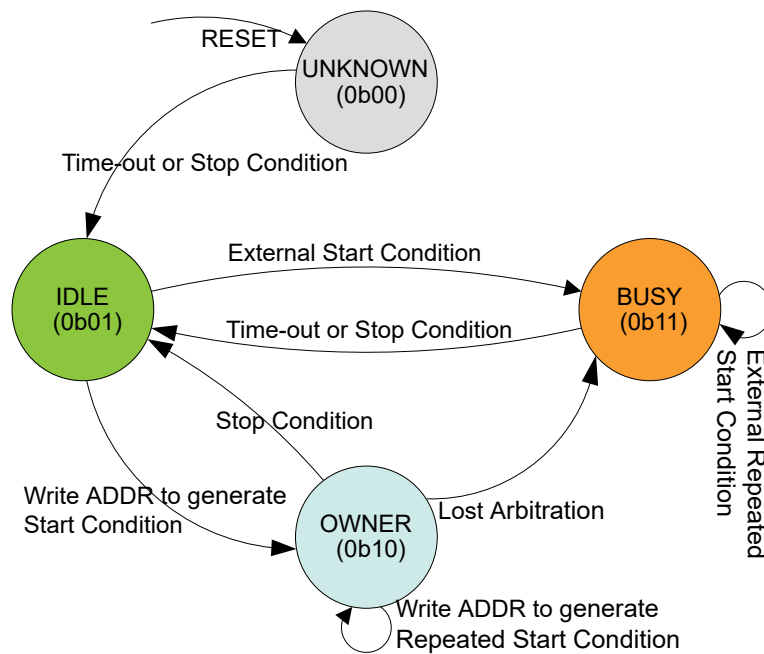 RESET
UNKNOWN
(0b00)
Time-out or Stop Condition
External Start Condition
IDLE
(0b01)
BUSY
(0b11)
Time-out or Stop Condition
External Repeated
Start Condition
Stop Condition
Write ADDR to generate
Start Condition
OWNER
(0b10)
Lost Arbitration
Write ADDR to generate
Repeated Start Condition